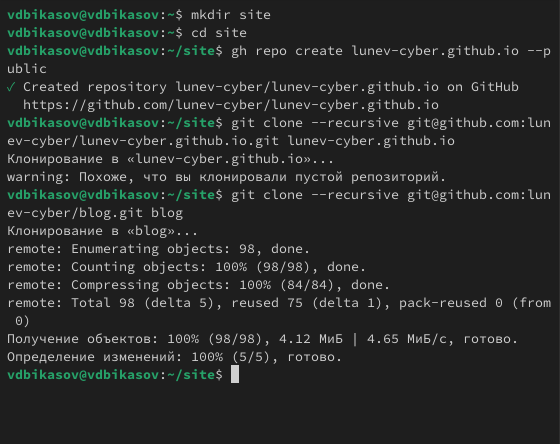 vdbikasov@vdbikasov:~$ mkdir site
vdbikasov@vdbikasov:~$ cd site
vdbikasov@vdbikasov:~/site$ gh repo create lunev-cyber.github.io --p
ublic
✓ Created repository lunev-cyber/lunev-cyber.github.io on GitHub
  https://github.com/lunev-cyber/lunev-cyber.github.io
vdbikasov@vdbikasov:~/site$ git clone --recursive git@github.com:lun
ev-cyber/lunev-cyber.github.io.git lunev-cyber.github.io
Клонирование в «lunev-cyber.github.io»...
warning: Похоже, что вы клонировали пустой репозиторий.
vdbikasov@vdbikasov:~/site$ git clone --recursive git@github.com:lun
ev-cyber/blog.git blog
Клонирование в «blog»...
remote: Enumerating objects: 98, done.
remote: Counting objects: 100% (98/98), done.
remote: Compressing objects: 100% (84/84), done.
remote: Total 98 (delta 5), reused 75 (delta 1), pack-reused 0 (from
 0)
Получение объектов: 100% (98/98), 4.12 МиБ | 4.65 МиБ/с, готово.
Определение изменений: 100% (5/5), готово.
vdbikasov@vdbikasov:~/site$